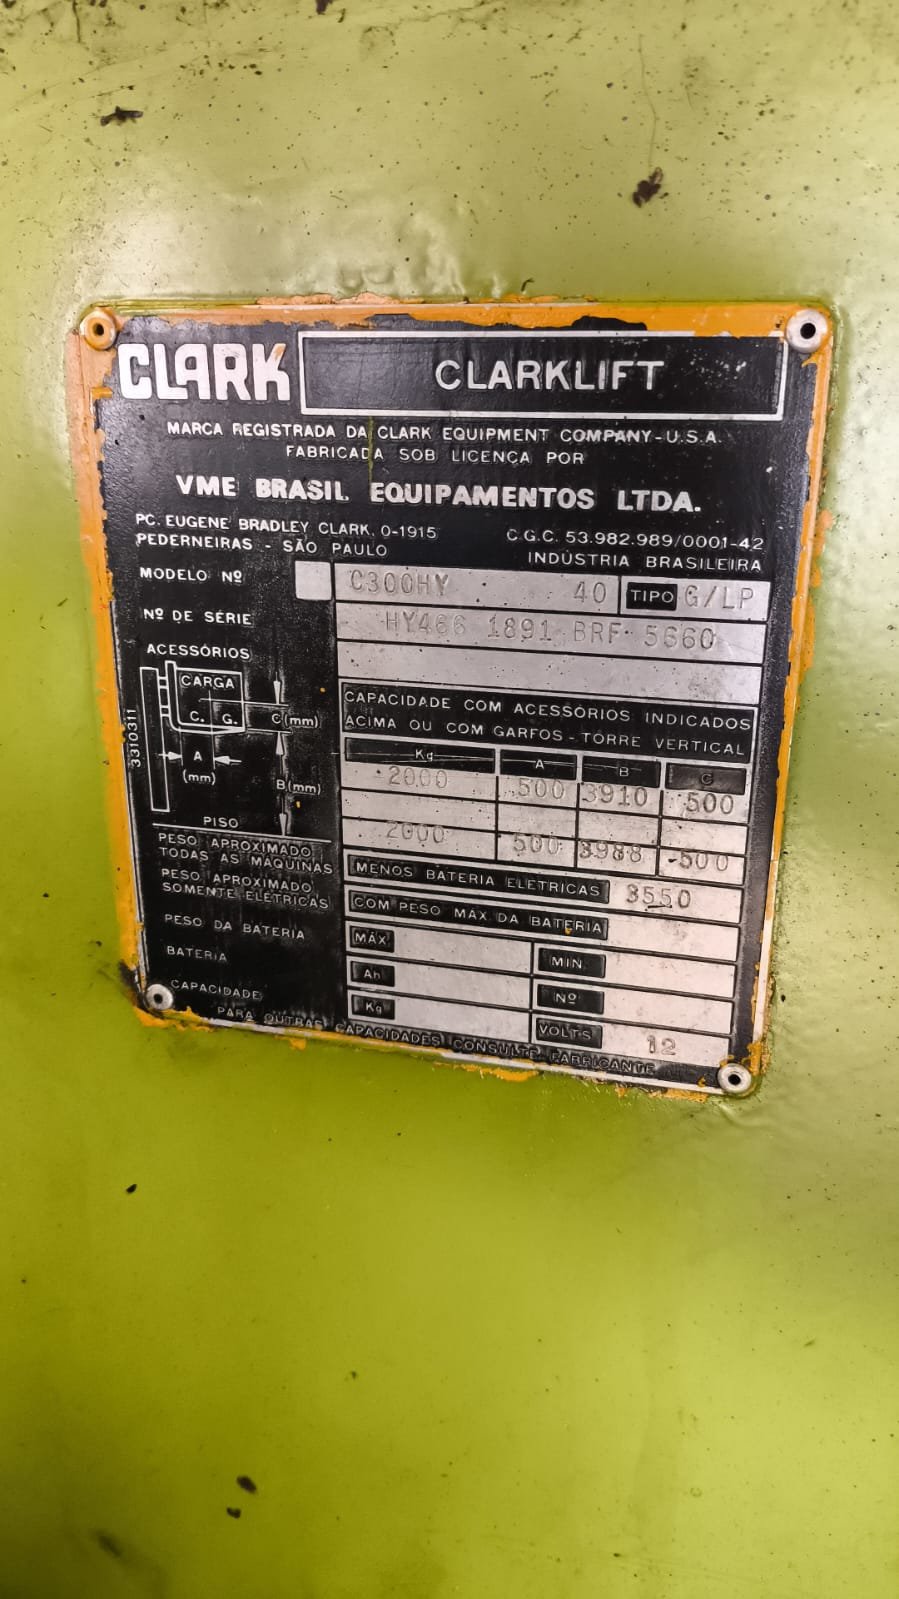 CLARK CLARKLIFT
MARCA REGISTRADA DA CLARK EQUIPMENT COMPANY - U.S.A.
FABRICADA SOB LICENÇA POR
VME BRASIL EQUIPAMENTOS LTDA.
PC. EUGENE BRADLEY CLARK, 0-1915 C.G.C. 53.982.989/0001-42
PEDERNEIRAS - SÃO PAULO INDÚSTRIA BRASILEIRA
MODELO Nº C300HY 40 TIPO G/LP
Nº DE SÉRIE HY466 1891 BRF 5660
ACESSÓRIOS
CARGA
C. G. C (mm)
A
(mm)
B (mm)
PISO
3310311
CAPACIDADE COM ACESSÓRIOS INDICADOS
ACIMA OU COM GARFOS - TORRE VERTICAL
Kg A B C
2000 500 3910 500
2000 500 3988 500
PESO APROXIMADO
TODAS AS MÁQUINAS MENOS BATERIA ELÉTRICAS 3550
PESO APROXIMADO
SOMENTE ELÉTRICAS COM PESO MÁX DA BATERIA
PESO DA BATERIA MÁX MIN
BATERIA Ah Nº
CAPACIDADE Kg VOLTS 12
PARA OUTRAS CAPACIDADES CONSULTE FABRICANTE